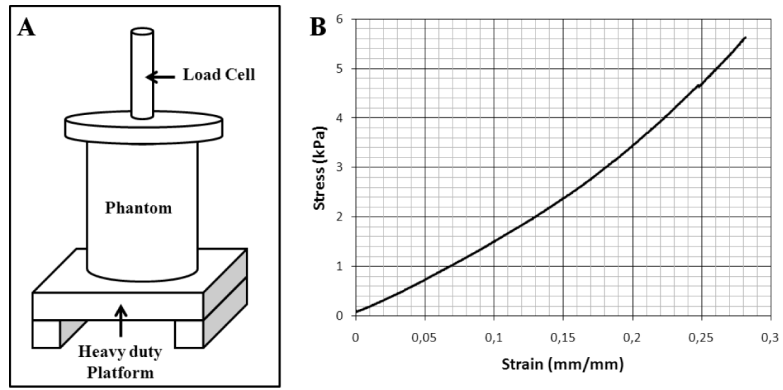 A
Load Cell
Phantom
Heavy duty
Platform
B
Stress (kPa)
6
5
4
3
2
1
0
0 0,05 0,1 0,15 0,2 0,25 0,3
Strain (mm/mm)